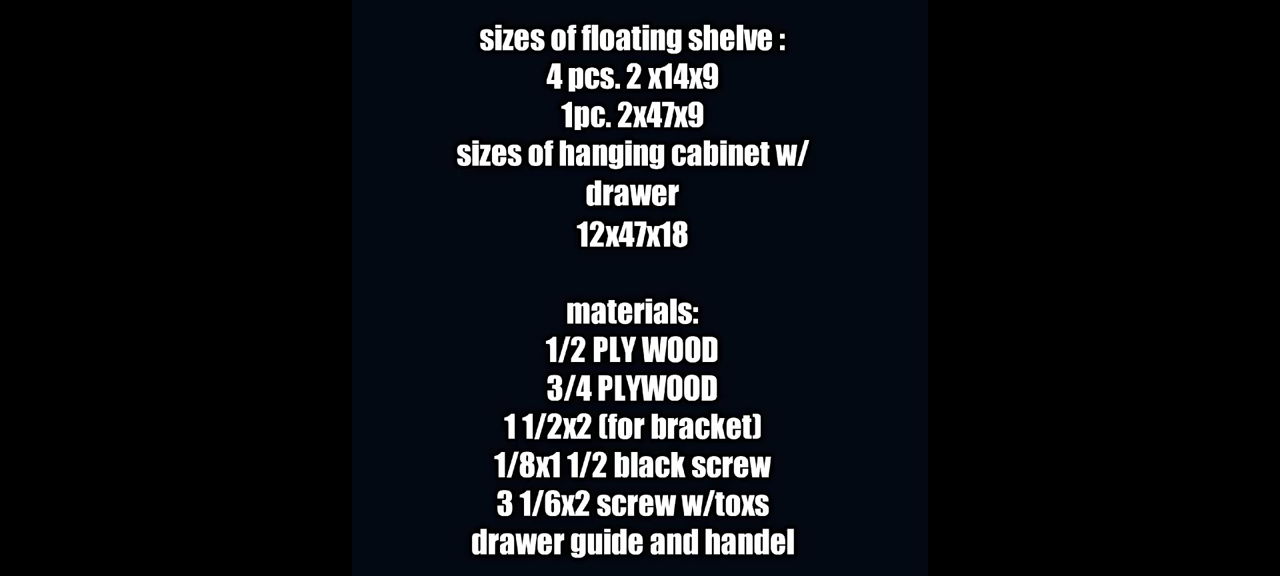 sizes of floating shelve :
4 pcs. 2 x14x9
1pc. 2x47x9
sizes of hanging cabinet w/
drawer
12x47x18
materials:
1/2 PLY WOOD
3/4 PLYWOOD
1 1/2x2 (for bracket)
1/8x1 1/2 black screw
3 1/6x2 screw w/toxs
drawer guide and handel